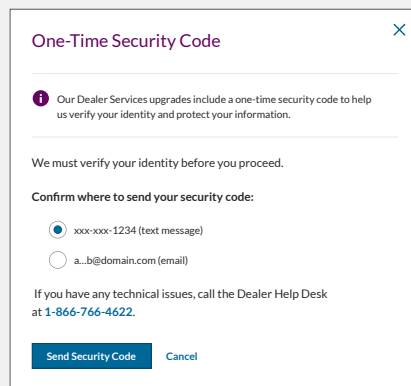 One-Time Security Code
Our Dealer Services upgrades include a one-time security code to help
us verify your identity and protect your information.
We must verify your identity before you proceed.
Confirm where to send your security code:
xxx-xxx-1234 (text message)
a...b@domain.com (email)
If you have any technical issues, call the Dealer Help Desk
at 1-866-766-4622.
Send Security Code Cancel